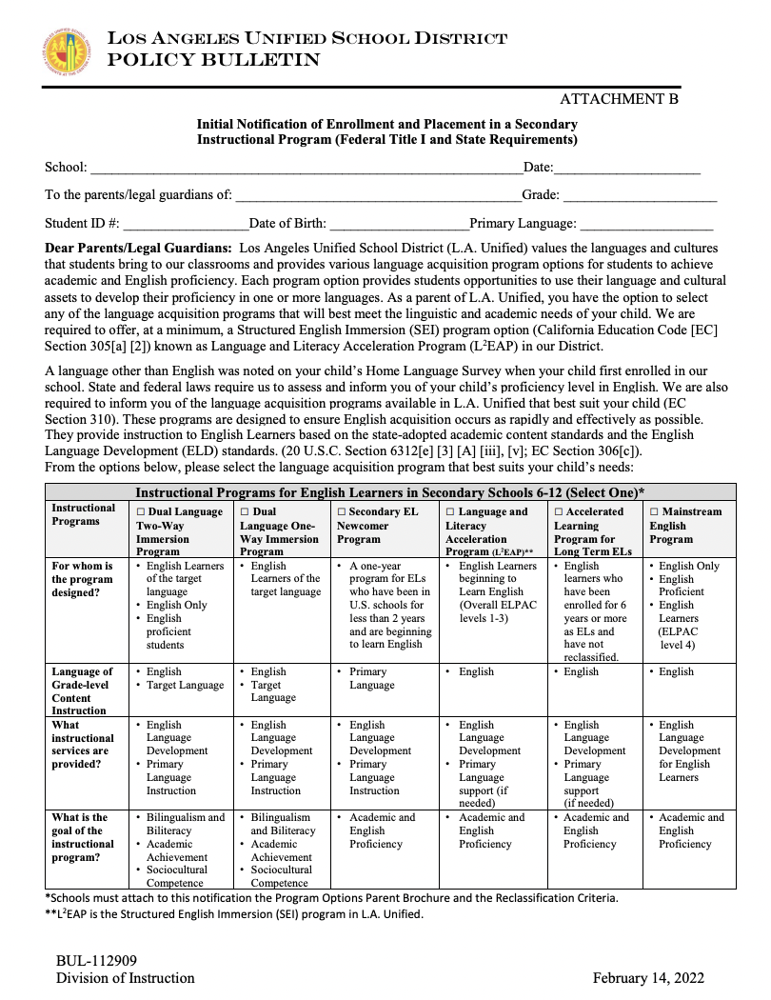 LOS ANGELES UNIFIED SCHOOL DISTRICT
POLICY BULLETIN
ATTACHMENT B
Initial Notification of Enrollment and Placement in a Secondary
Instructional Program (Federal Title I and State Requirements)
School: ____ Date: ____
To the parents/legal guardians of: ____ Grade: ____
Student ID #: ____ Date of Birth: ____ Primary Language: ____
Dear Parents/Legal Guardians: Los Angeles Unified School District (L.A. Unified) values the languages and cultures
that students bring to our classrooms and provides various language acquisition program options for students to achieve
academic and English proficiency. Each program option provides students opportunities to use their language and cultural
assets to develop their proficiency in one or more languages. As a parent of L.A. Unified, you have the option to select
any of the language acquisition programs that will best meet the linguistic and academic needs of your child. We are
required to offer, at a minimum, a Structured English Immersion (SEI) program option (California Education Code [EC]
Section 305[a] [2]) known as Language and Literacy Acceleration Program (L²EAP) in our District.
A language other than English was noted on your child's Home Language Survey when your child first enrolled in our
school. State and federal laws require us to assess and inform you of your child's proficiency level in English. We are also
required to inform you of the language acquisition programs available in L.A. Unified that best suit your child (EC
Section 310). These programs are designed to ensure English acquisition occurs as rapidly and effectively as possible.
They provide instruction to English Learners based on the state-adopted academic content standards and the English
Language Development (ELD) standards. (20 U.S.C. Section 6312[e] [3] [A] [iii], [v]; EC Section 306[c]).
From the options below, please select the language acquisition program that best suits your child's needs:
Instructional Programs for English Learners in Secondary Schools 6-12 (Select One)*
Instructional
Programs
☐ Dual Language
Two-Way
Immersion
Program
☐ Dual
Language One-
Way Immersion
Program
☐ Secondary EL
Newcomer
Program
☐ Language and
Literacy
Acceleration
Program (L²EAP)**
☐ Accelerated
Learning
Program for
Long Term ELs
☐ Mainstream
English
Program
For whom is
the program
designed?
• English Learners
of the target
language
• English Only
• English
proficient
students
• English
Learners of the
target language
• A one-year
program for ELs
who have been in
U.S. schools for
less than 2 years
and are beginning
to learn English
• English Learners
beginning to
Learn English
(Overall ELPAC
levels 1-3)
• English
learners who
have been
enrolled for 6
years or more
as ELs and
have not
reclassified.
• English Only
• English
Proficient
• English
Learners
(ELPAC
level 4)
Language of
Grade-level
Content
Instruction
• English
• Target Language
• English
• Target
Language
• Primary
Language
• English
• English
• English
What
instructional
services are
provided?
• English
Language
Development
• Primary
Language
Instruction
• English
Language
Development
• Primary
Language
Instruction
• English
Language
Development
• Primary
Language
Instruction
• English
Language
Development
• Primary
Language
support (if
needed)
• English
Language
Development
• Primary
Language
support
(if needed)
• English
Language
Development
for English
Learners
What is the
goal of the
instructional
program?
• Bilingualism and
Biliteracy
• Academic
Achievement
• Sociocultural
Competence
• Bilingualism
and Biliteracy
• Academic
Achievement
• Sociocultural
Competence
• Academic and
English
Proficiency
• Academic and
English
Proficiency
• Academic and
English
Proficiency
• Academic and
English
Proficiency
*Schools must attach to this notification the Program Options Parent Brochure and the Reclassification Criteria.
**L²EAP is the Structured English Immersion (SEI) program in L.A. Unified.
BUL-112909
Division of Instruction
February 14, 2022